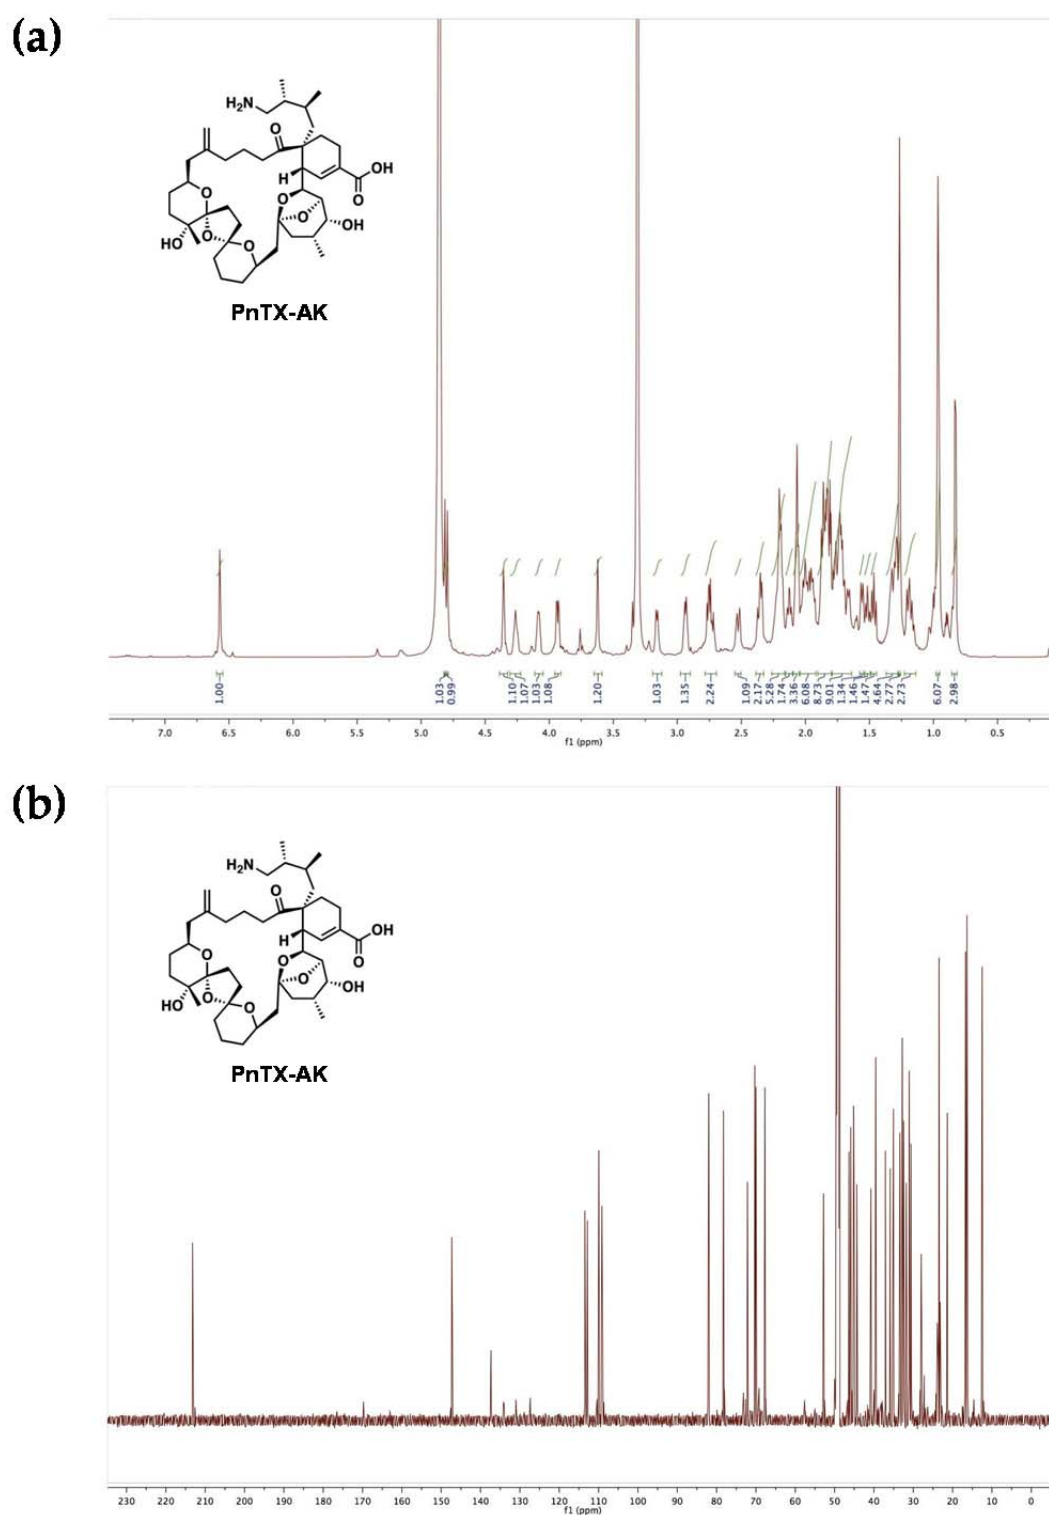 (a)
H₂N
O
OH
H
O
O
O
O
OH
HO
O
O
PnTX-AK
1.00
1.03
0.99
1.10
1.07
1.03
1.08
1.20
1.03
1.35
2.24
1.09
2.17
5.28
1.74
3.36
6.08
8.73
9.01
1.34
1.46
1.47
4.64
2.77
2.73
6.07
2.98
7.0 6.5 6.0 5.5 5.0 4.5 4.0 3.5 3.0 2.5 2.0 1.5 1.0 0.5
f1 (ppm)
(b)
H₂N
O
OH
H
O
O
O
O
OH
HO
O
O
PnTX-AK
230 220 210 200 190 180 170 160 150 140 130 120 110 100 90 80 70 60 50 40 30 20 10 0
f1 (ppm)